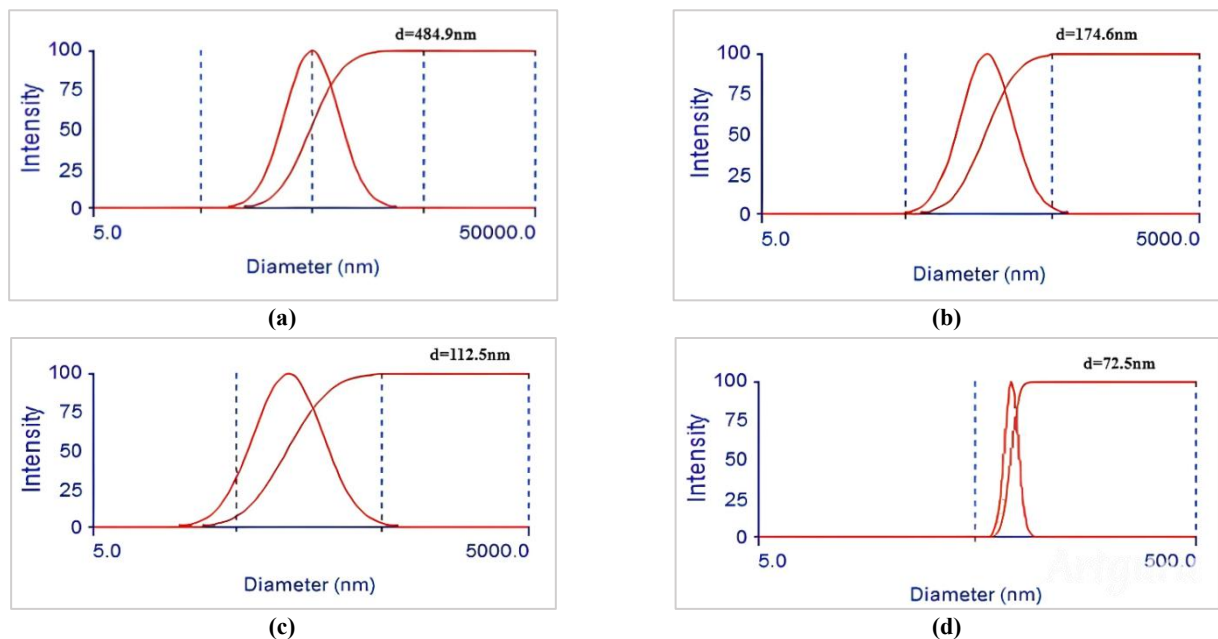 d=484.9nm
100
75
50
25
0
Intensity
5.0
50000.0
Diameter (nm)
(a)
d=174.6nm
100
75
50
25
0
Intensity
5.0
5000.0
Diameter (nm)
(b)
d=112.5nm
100
75
50
25
0
Intensity
5.0
5000.0
Diameter (nm)
(c)
d=72.5nm
100
75
50
25
0
Intensity
5.0
500.0
Diameter (nm)
(d)